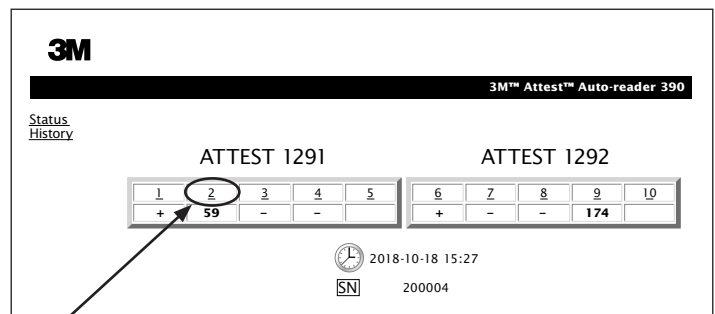 3M
3M™ Attest™ Auto-reader 390
Status
History
ATTEST 1291 ATTEST 1292
1 2 3 4 5 6 7 8 9 10
+ 59 – – + – – 174
2018-10-18 15:27
SN 200004